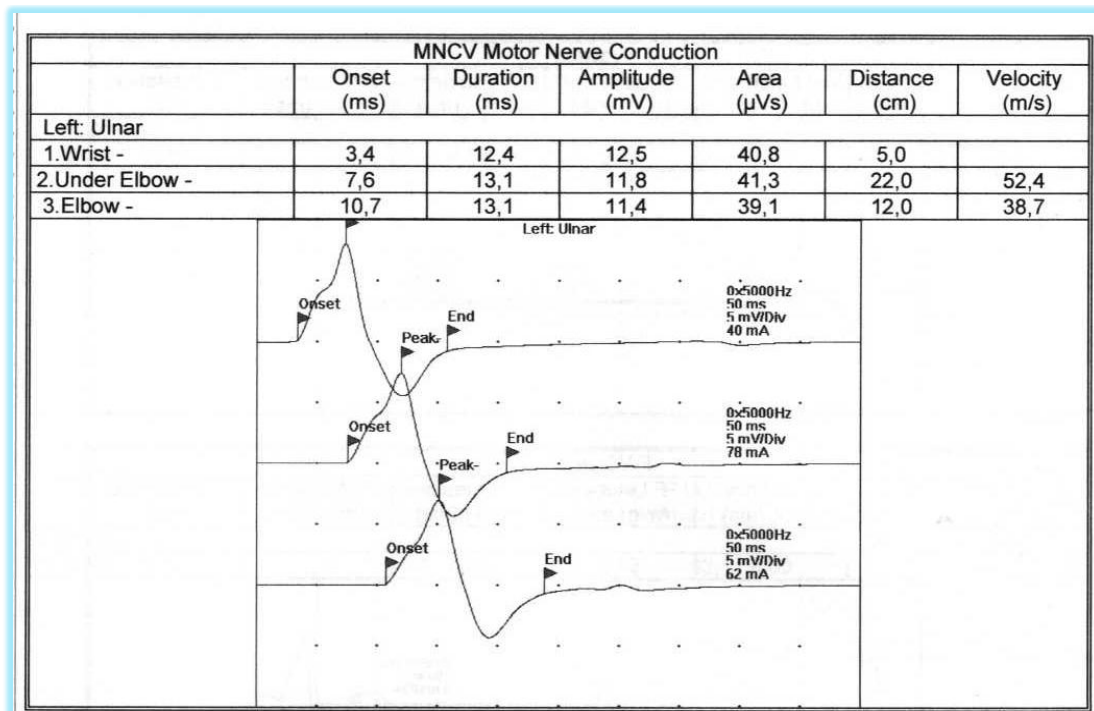 MNCV Motor Nerve Conduction
Onset (ms) Duration (ms) Amplitude (mV) Area (µVs) Distance (cm) Velocity (m/s)
Left: Ulnar
1.Wrist - 3,4 12,4 12,5 40,8 5,0
2.Under Elbow - 7,6 13,1 11,8 41,3 22,0 52,4
3.Elbow - 10,7 13,1 11,4 39,1 12,0 38,7
Left: Ulnar
Onset
End
0x5000Hz
50 ms
5 mV/Div
40 mA
Peak-
Onset
End
0x5000Hz
50 ms
5 mV/Div
78 mA
Peak-
Onset
End
0x5000Hz
50 ms
5 mV/Div
62 mA